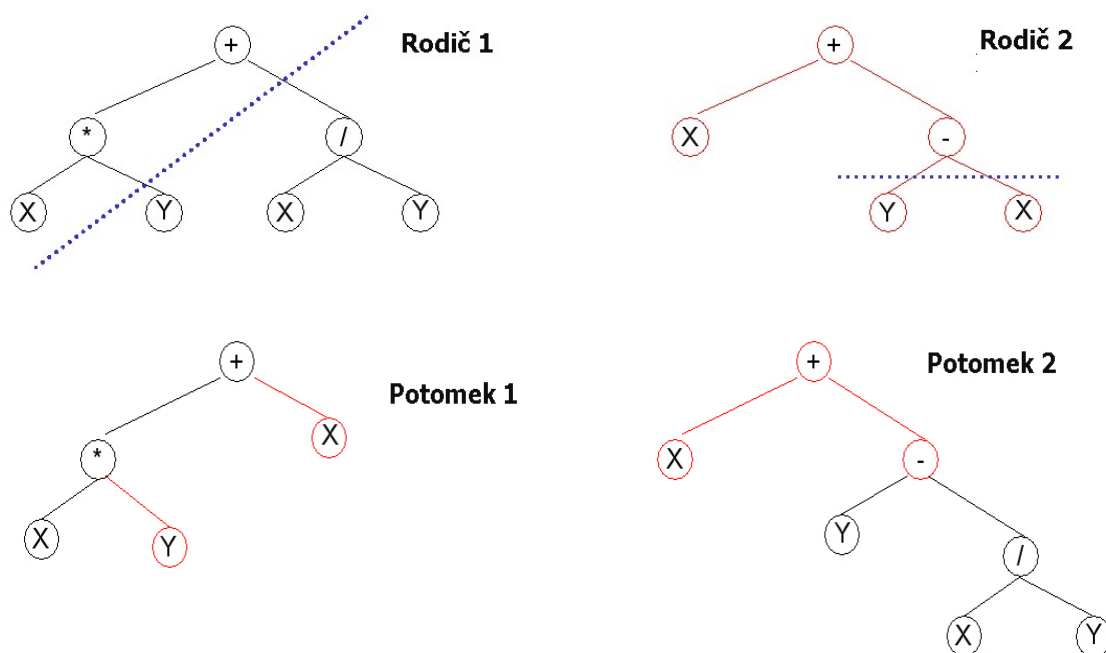 + Rodič 1
* /
X Y X Y
+ Rodič 2
X -
Y X
+
Potomek 1
* X
X Y
+ Potomek 2
X -
Y /
X Y